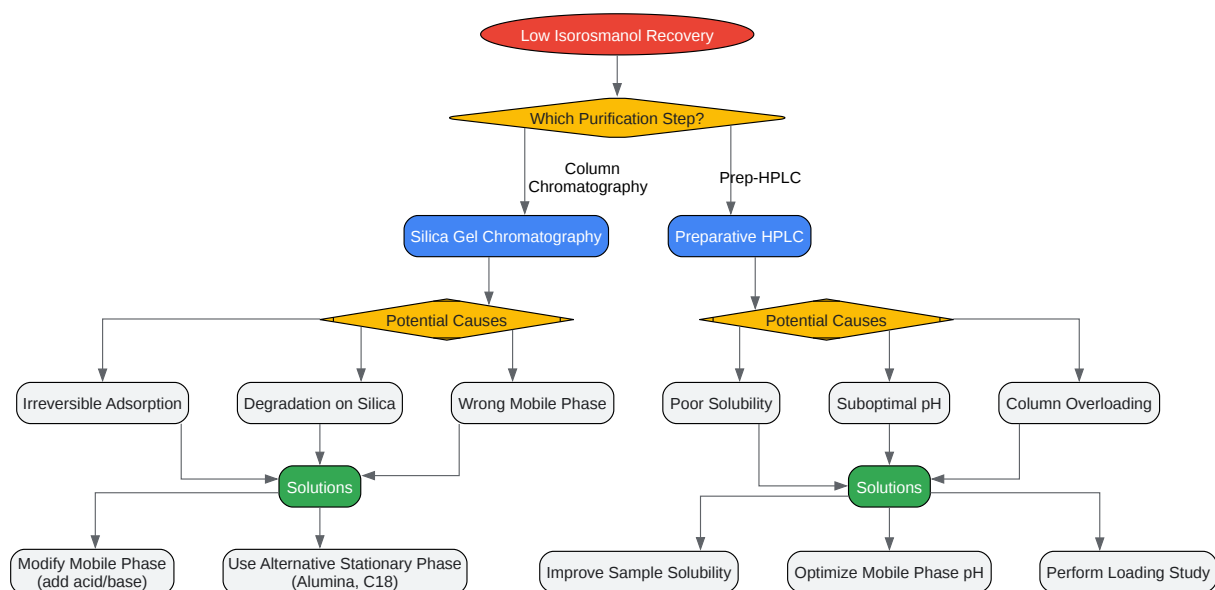 Low Isorosmanol Recovery
Which Purification Step?
Column
Chromatography
Prep-HPLC
Silica Gel Chromatography
Preparative HPLC
Potential Causes
Potential Causes
Irreversible Adsorption
Degradation on Silica
Wrong Mobile Phase
Poor Solubility
Suboptimal pH
Column Overloading
Solutions
Solutions
Modify Mobile Phase
(add acid/base)
Use Alternative Stationary Phase
(Alumina, C18)
Improve Sample Solubility
Optimize Mobile Phase pH
Perform Loading Study